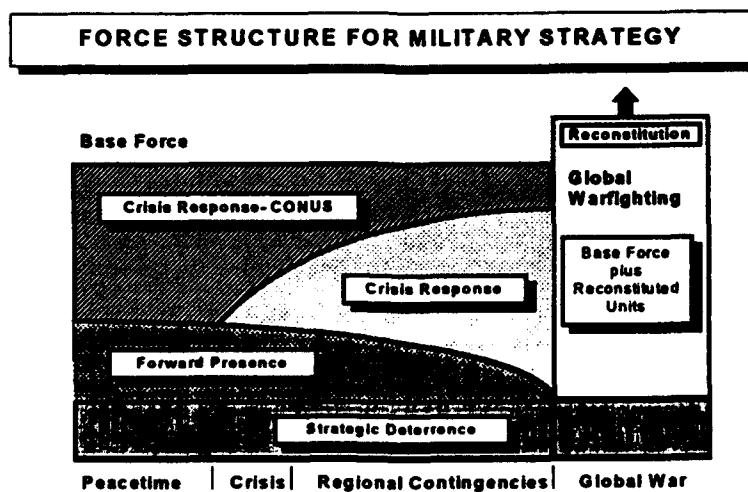 FORCE STRUCTURE FOR MILITARY STRATEGY
Base Force
Reconstitution
Crisis Response-CONUS
Global
Warfighting
Crisis Response
Base Force
plus
Reconstituted
Units
Forward Presence
Strategic Deterrence
Peacetime
Crisis
Regional Contingencies
Global War